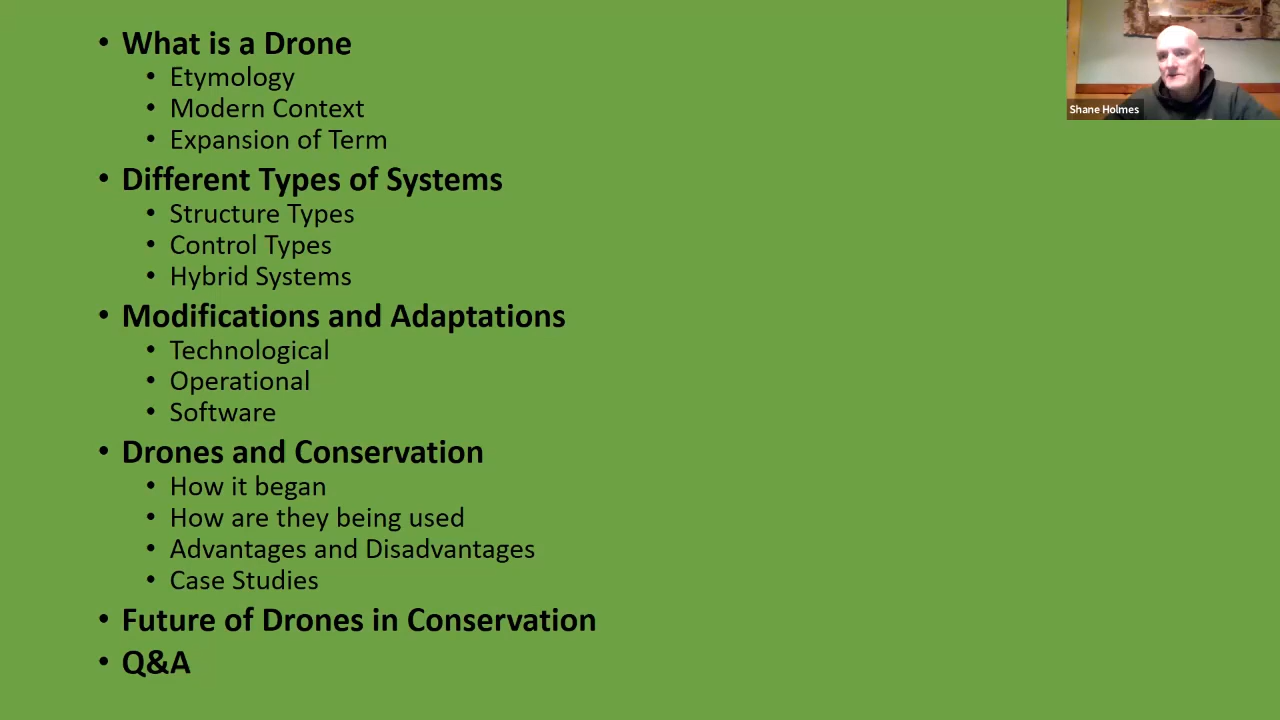 • What is a Drone
• Etymology
• Modern Context
• Expansion of Term
• Different Types of Systems
• Structure Types
• Control Types
• Hybrid Systems
• Modifications and Adaptations
• Technological
• Operational
• Software
• Drones and Conservation
• How it began
• How are they being used
• Advantages and Disadvantages
• Case Studies
• Future of Drones in Conservation
• Q&A
Shane Holmes